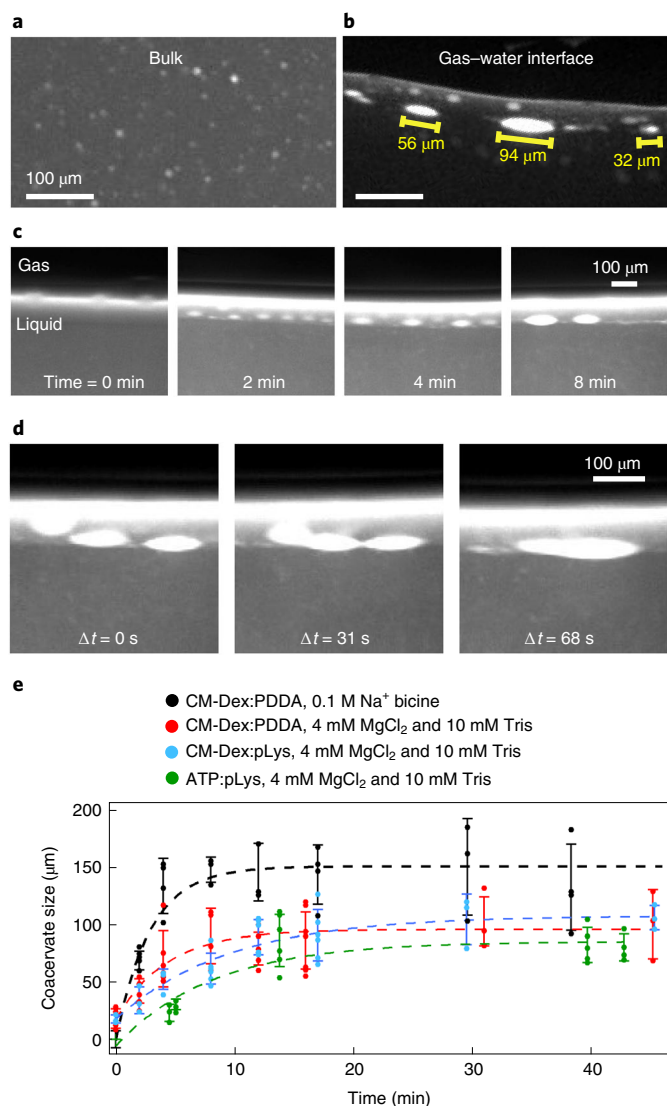 a
Bulk
100 μm
b
Gas–water interface
56 μm
94 μm
32 μm
c
Gas
Liquid
Time = 0 min
2 min
4 min
100 μm
8 min
d
Δt = 0 s
Δt = 31 s
100 μm
Δt = 68 s
e
CM-Dex:PDDA, 0.1 M Na⁺ bicine
CM-Dex:PDDA, 4 mM MgCl₂ and 10 mM Tris
CM-Dex:pLys, 4 mM MgCl₂ and 10 mM Tris
ATP:pLys, 4 mM MgCl₂ and 10 mM Tris
Coacervate size (μm)
200
150
100
50
0
0
10
20
30
40
Time (min)